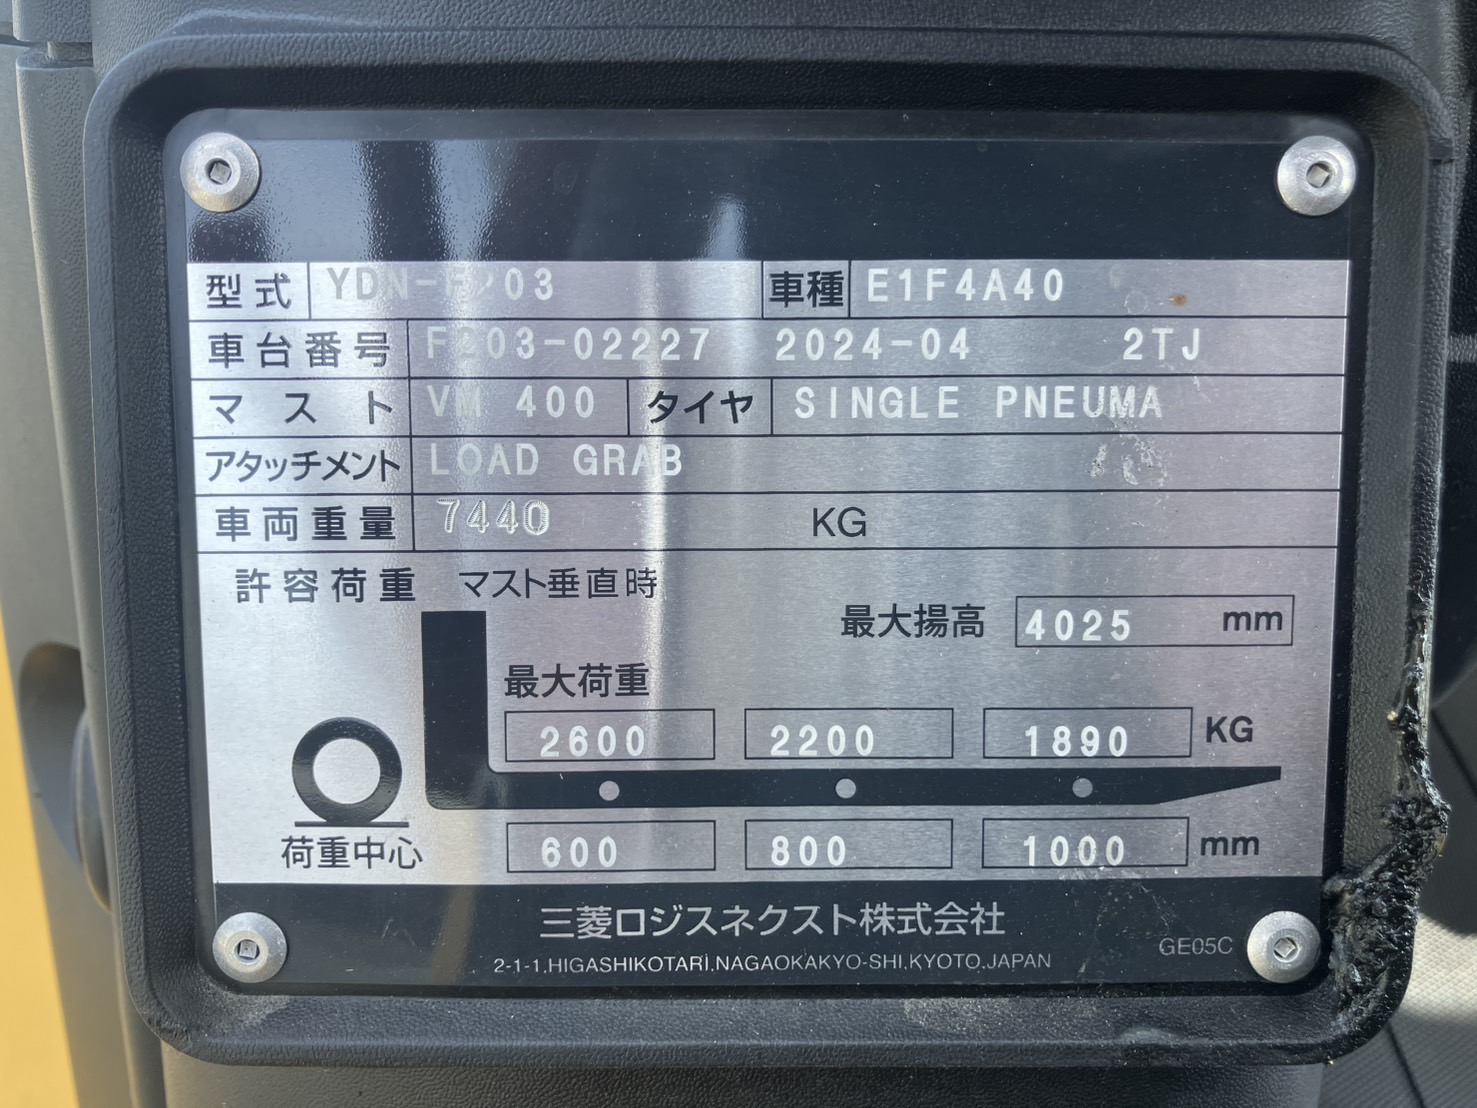 型式 YDN-F203 車種 E1F4A40
車台番号 F203-02227 2024-04 2TJ
マスト VM 400 タイヤ SINGLE PNEUMA
アタッチメント LOAD GRAB
車両重量 7440 KG
許容荷重 マスト垂直時
最大揚高 4025 mm
最大荷重
2600 2200 1890 KG
荷重中心 600 800 1000 mm
三菱ロジスネクスト株式会社
2-1-1,HIGASHIKOTARI,NAGAOKAKYO-SHI,KYOTO,JAPAN
GE05C